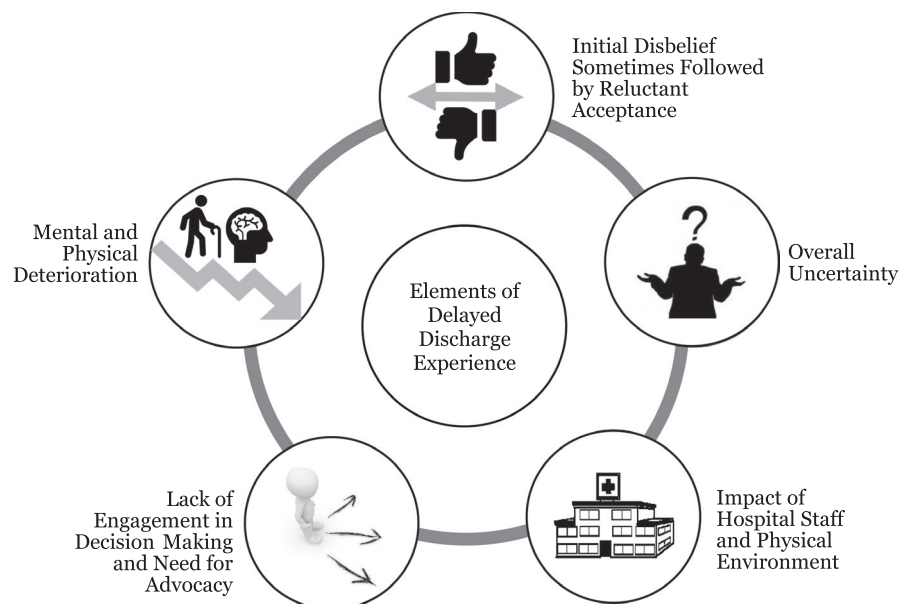 Initial Disbelief
Sometimes Followed
by Reluctant
Acceptance
?
Overall
Uncertainty
Impact of
Hospital Staff
and Physical
Environment
Lack of
Engagement in
Decision Making
and Need for
Advocacy
Mental and
Physical
Deterioration
Elements of
Delayed
Discharge
Experience